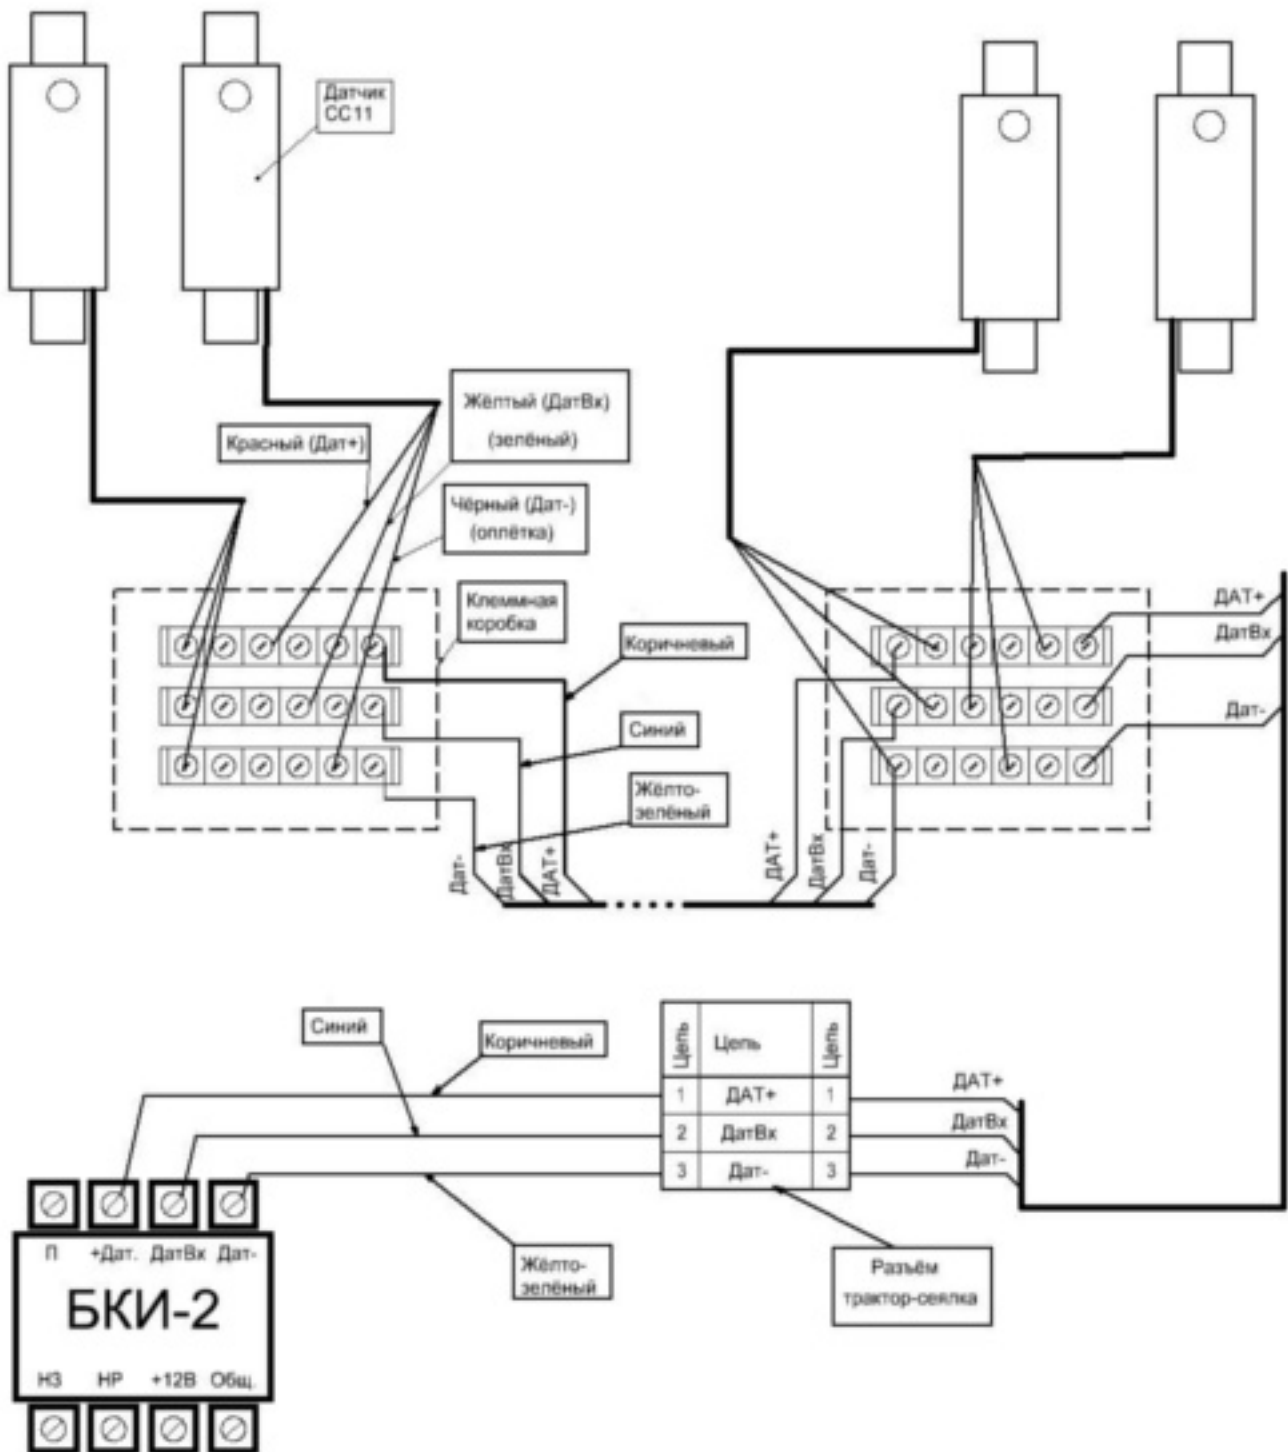 Датчик
СС11
Жёлтый (ДатВх)
(зелёный)
Красный (Дат+)
Чёрный (Дат-)
(оплётка)
Клеммная
коробка
Коричневый
Синий
Жёлто-
зелёный
ДАТ+
ДатВх
Дат-
Дат-
ДатВх
ДАТ+
ДАТ+
ДатВх
Дат-
Синий
Коричневый
Цепь
Цепь
Цепь
1
ДАТ+
1
2
ДатВх
2
3
Дат-
3
ДАТ+
ДатВх
Дат-
Жёлто-
зелёный
Разъём
трактор-сеялка
П +Дат. ДатВх Дат-
БКИ-2
НЗ НР +12В Общ.